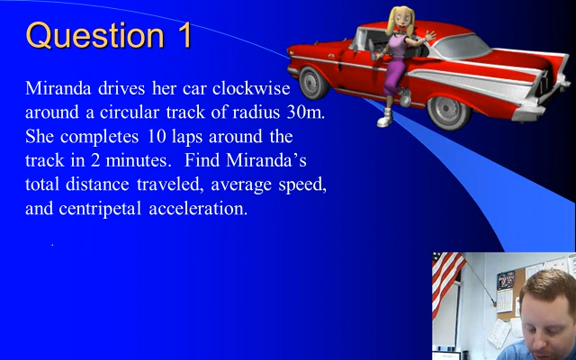 Question 1
Miranda drives her car clockwise
around a circular track of radius 30m.
She completes 10 laps around the
track in 2 minutes.  Find Miranda's
total distance traveled, average speed,
and centripetal acceleration.